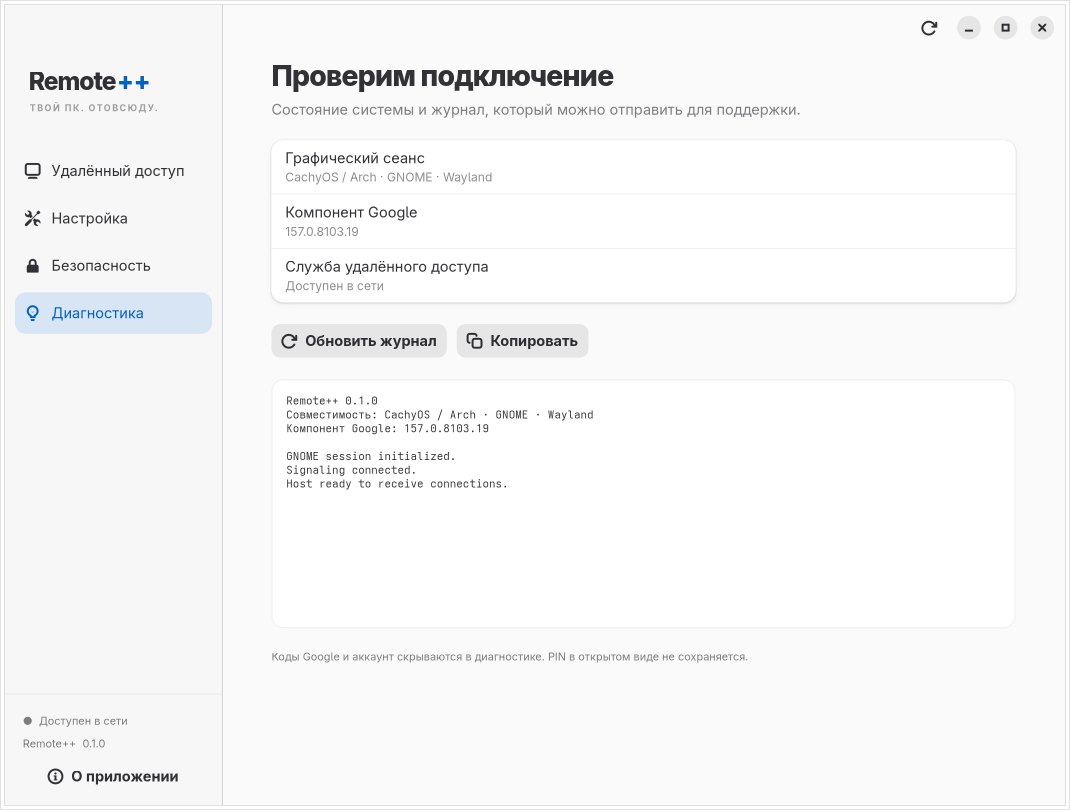 Remote++
ТВОЙ ПК. ОТОВСЮДУ.
Удалённый доступ
Настройка
Безопасность
Диагностика
Доступен в сети
Remote++ 0.1.0
О приложении
Проверим подключение
Состояние системы и журнал, который можно отправить для поддержки.
Графический сеанс
CachyOS / Arch · GNOME · Wayland
Компонент Google
157.0.8103.19
Служба удалённого доступа
Доступен в сети
Обновить журнал
Копировать
Remote++ 0.1.0
Совместимость: CachyOS / Arch · GNOME · Wayland
Компонент Google: 157.0.8103.19
GNOME session initialized.
Signaling connected.
Host ready to receive connections.
Коды Google и аккаунт скрываются в диагностике. PIN в открытом виде не сохраняется.